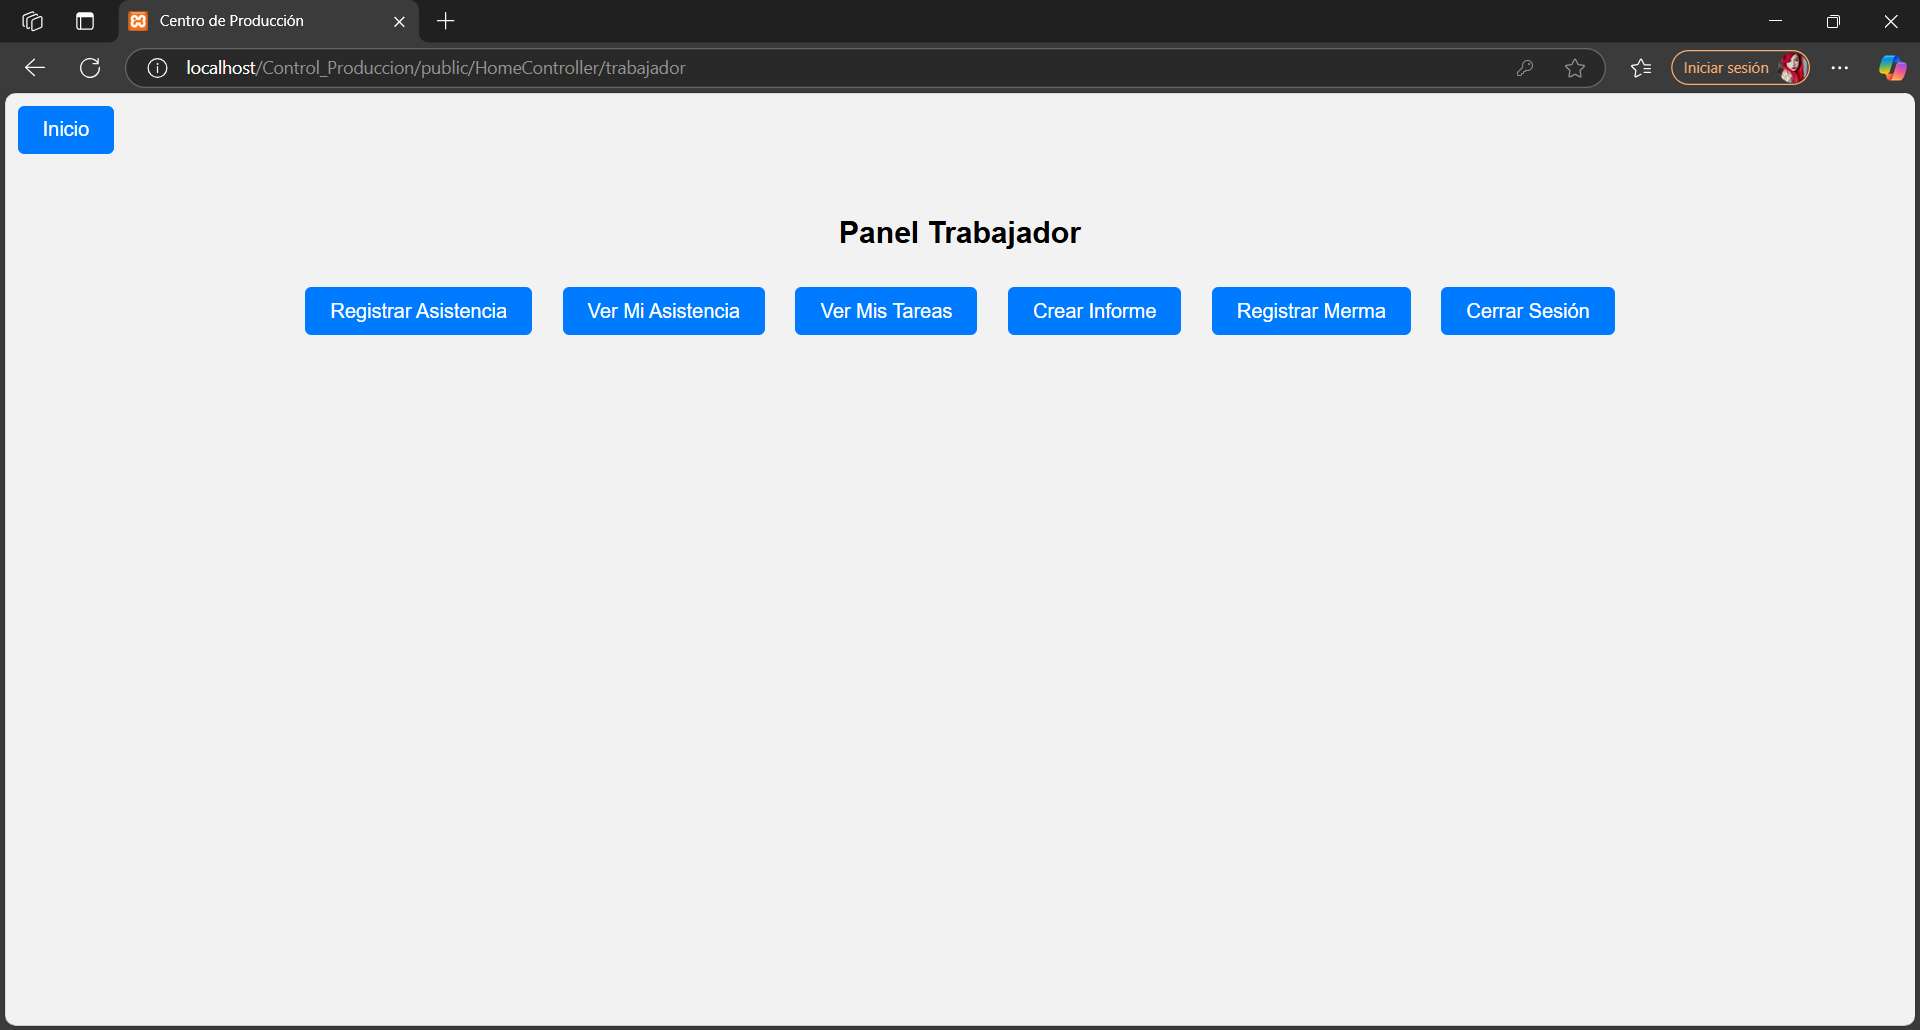 Centro de Producción
localhost/Control_Produccion/public/HomeController/trabajador
Iniciar sesión
Inicio
Panel Trabajador
Registrar Asistencia
Ver Mi Asistencia
Ver Mis Tareas
Crear Informe
Registrar Merma
Cerrar Sesión